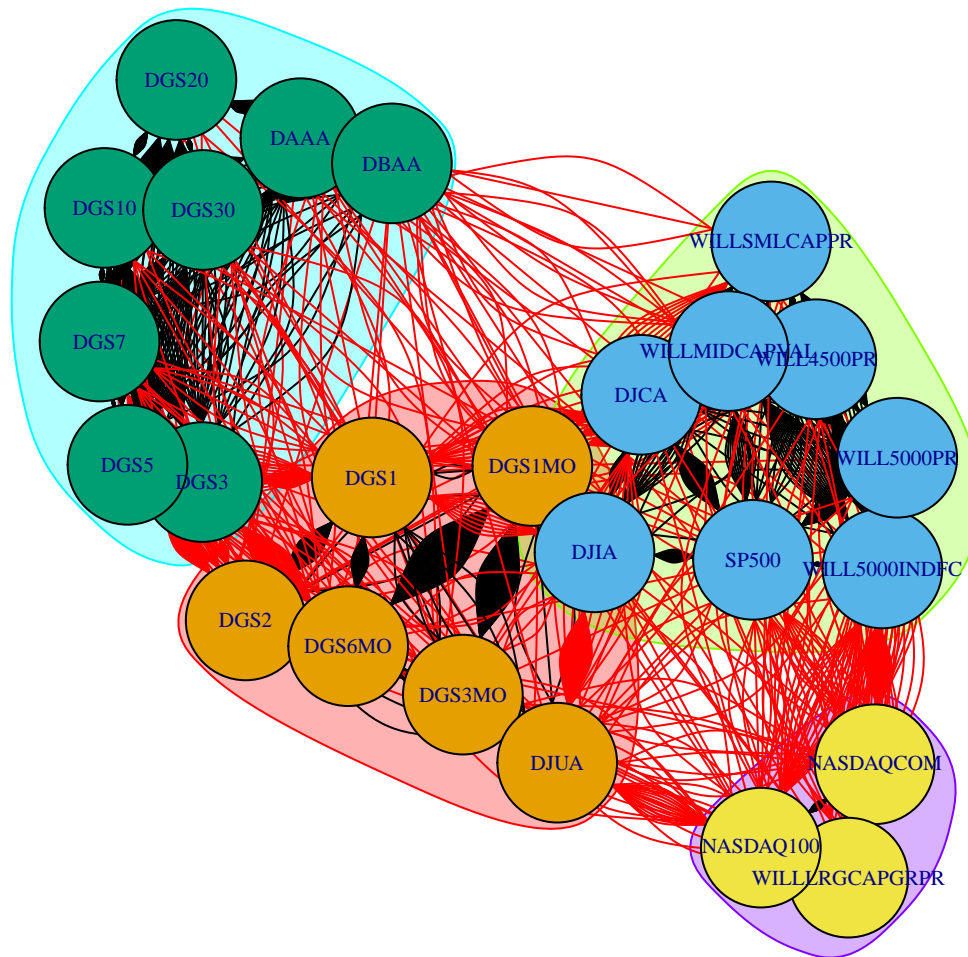 DGS20
DAAA
DBAA
DGS10
DGS30
WILLSMLCAPPR
DGS7
WILLMIDCAPVAL
WILL4500PR
DJCA
DGS5
DGS3
DGS1
DGS1MO
WILL5000PR
DJIA
SP500
WILL5000INDFC
DGS2
DGS6MO
DGS3MO
DJUA
NASDAQCOM
NASDAQ100
WILLLRGCAPGRPR